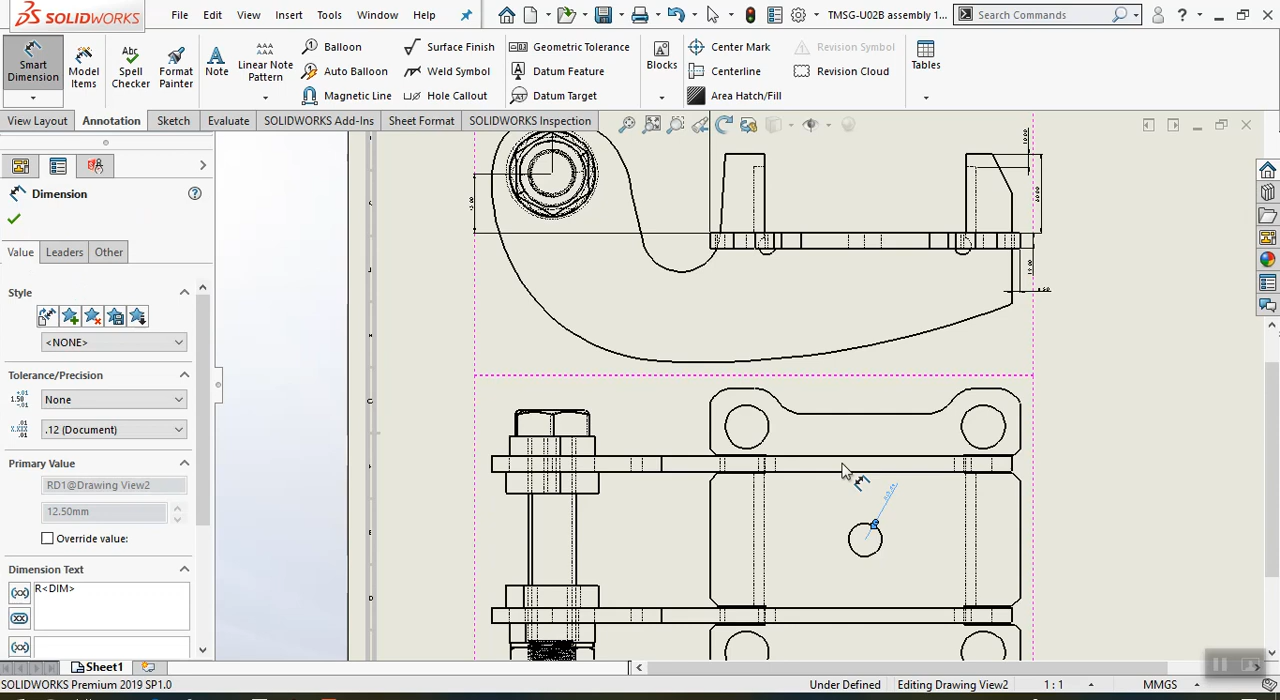 SOLIDWORKS File Edit View Insert Tools Window Help TMSG-U02B assembly 1... Search Commands ?
Smart Dimension Model Items Spell Checker Format Painter Note Linear Note Pattern Balloon Auto Balloon Magnetic Line Surface Finish Weld Symbol Hole Callout Geometric Tolerance Datum Feature Datum Target Blocks Center Mark Centerline Area Hatch/Fill Revision Symbol Revision Cloud Tables
View Layout Annotation Sketch Evaluate SOLIDWORKS Add-Ins Sheet Format SOLIDWORKS Inspection
Dimension
Value Leaders Other
Style
<NONE>
Tolerance/Precision
None
.12 (Document)
Primary Value
RD1@Drawing View2
12.50mm
Override value:
Dimension Text
R<DIM>
Sheet1
SOLIDWORKS Premium 2019 SP1.0 Under Defined Editing Drawing View2 1 : 1 MMGS